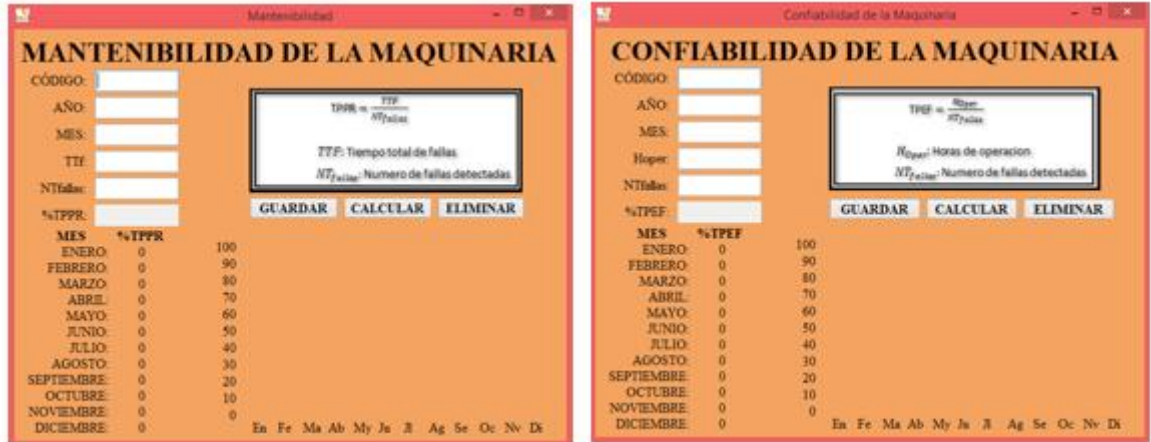 Mantenibilidad
MANTENIBILIDAD DE LA MAQUINARIA
CÓDIGO:
AÑO:
MES:
TTf:
NTfallas:
%TPPR:
TPPR = TTF / NTfallas
TTF: Tiempo total de fallas
NTfallas: Numero de fallas detectadas
GUARDAR CALCULAR ELIMINAR
MES %TPPR
ENERO: 0
FEBRERO: 0
MARZO: 0
ABRIL: 0
MAYO: 0
JUNIO: 0
JULIO: 0
AGOSTO: 0
SEPTIEMBRE: 0
OCTUBRE: 0
NOVIEMBRE: 0
DICIEMBRE: 0
100
90
80
70
60
50
40
30
20
10
0
En Fe Ma Ab My Jn Jl Ag Se Oc Nv Di
Confiabilidad de la Maquinaria
CONFIABILIDAD DE LA MAQUINARIA
CÓDIGO:
AÑO:
MES:
Hoper:
NTfallas:
%TPEF:
TPEF = HOper / NTfallas
HOper: Horas de operacion
NTfallas: Numero de fallas detectadas
GUARDAR CALCULAR ELIMINAR
MES %TPEF
ENERO: 0
FEBRERO: 0
MARZO: 0
ABRIL: 0
MAYO: 0
JUNIO: 0
JULIO: 0
AGOSTO: 0
SEPTIEMBRE: 0
OCTUBRE: 0
NOVIEMBRE: 0
DICIEMBRE: 0
100
90
80
70
60
50
40
30
20
10
0
En Fe Ma Ab My Jn Jl Ag Se Oc Nv Di